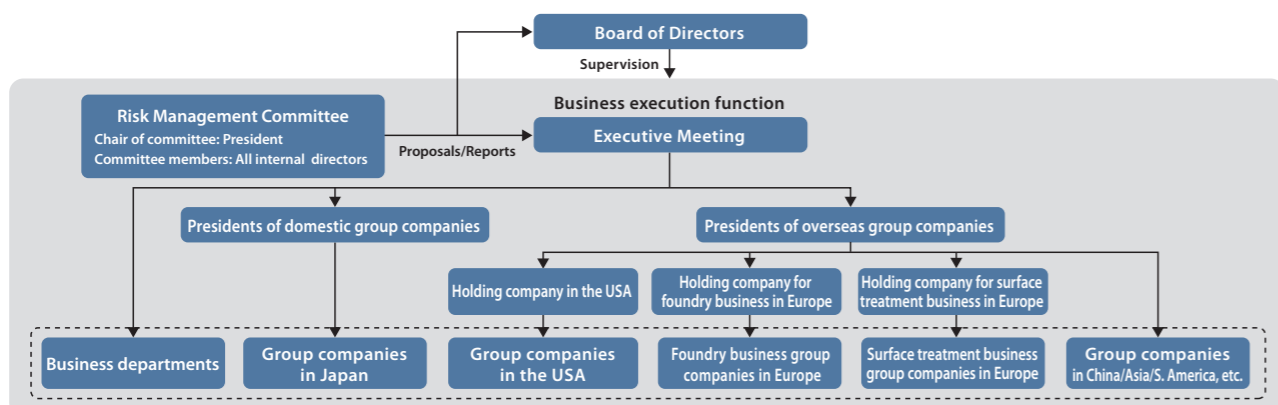 Board of Directors
Supervision
Business execution function
Risk Management Committee
Chair of committee: President
Committee members: All internal directors
Proposals/Reports
Executive Meeting
Presidents of domestic group companies
Presidents of overseas group companies
Holding company in the USA
Holding company for
foundry business in Europe
Holding company for surface
treatment business in Europe
Business departments
Group companies
in Japan
Group companies
in the USA
Foundry business group
companies in Europe
Surface treatment business
group companies in Europe
Group companies
in China/Asia/S. America, etc.